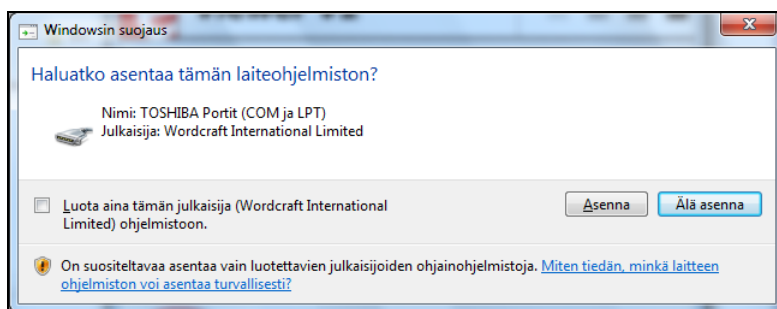 Windowsin suojaus
Haluatko asentaa tämän laiteohjelmiston?
Nimi: TOSHIBA Portit (COM ja LPT)
Julkaisija: Wordcraft International Limited
Luota aina tämän julkaisija (Wordcraft International
Limited) ohjelmistoon.
Asenna
Älä asenna
On suositeltavaa asentaa vain luotettavien julkaisijoiden ohjainohjelmistoja. Miten tiedän, minkä laitteen
ohjelmiston voi asentaa turvallisesti?